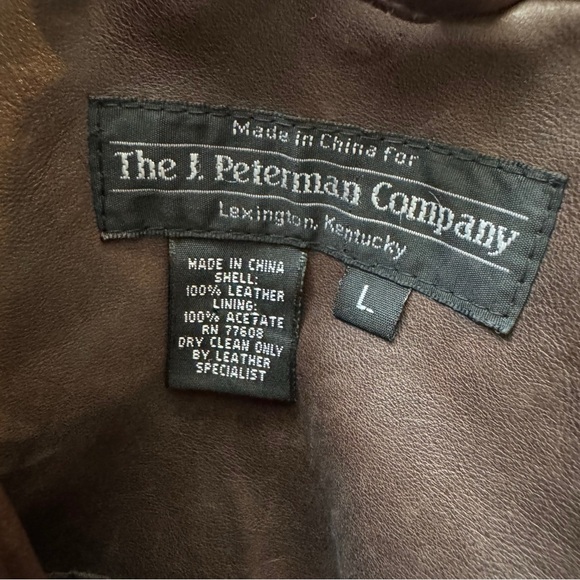 Made in China for
The J. Peterman Company
Lexington, Kentucky
MADE IN CHINA
SHELL:
100% LEATHER
LINING:
100% ACETATE
RN 77608
DRY CLEAN ONLY
BY LEATHER
SPECIALIST
L